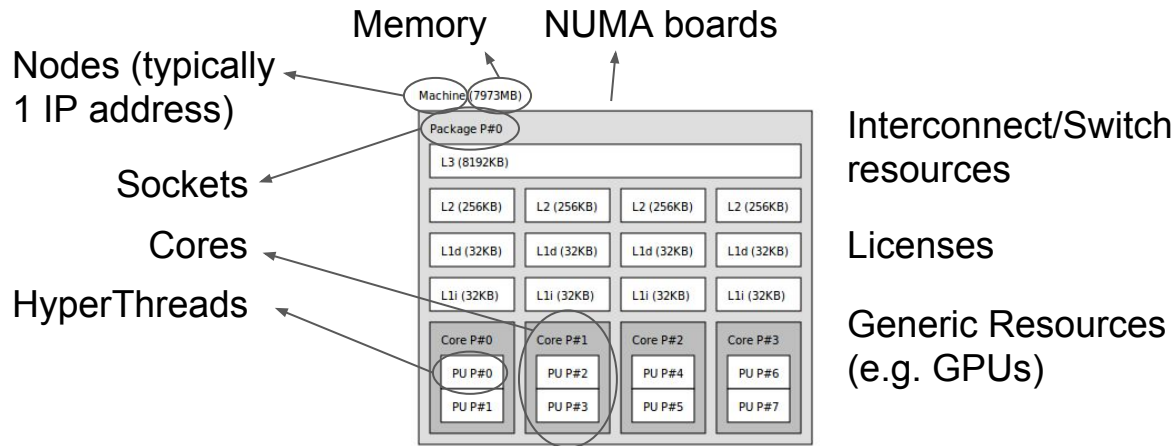 Memory
NUMA boards
Nodes (typically
1 IP address)
Machine (7973MB)
Package P#0
Interconnect/Switch
resources
L3 (8192KB)
Sockets
L2 (256KB) L2 (256KB) L2 (256KB) L2 (256KB)
Cores
L1d (32KB) L1d (32KB) L1d (32KB) L1d (32KB)
Licenses
HyperThreads
L1i (32KB) L1i (32KB) L1i (32KB) L1i (32KB)
Generic Resources
(e.g. GPUs)
Core P#0 Core P#1 Core P#2 Core P#3
PU P#0 PU P#2 PU P#4 PU P#6
PU P#1 PU P#3 PU P#5 PU P#7